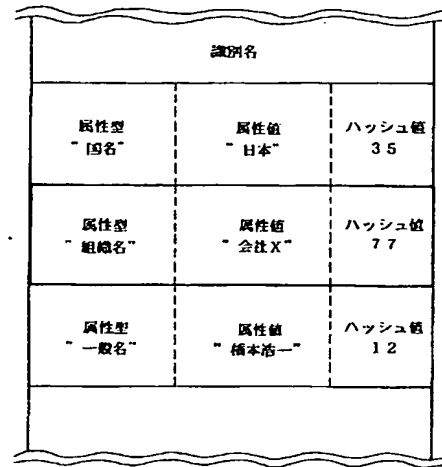 識別名
属性型 属性値 ハッシュ値
"国名" "日本" 35
属性型 属性値 ハッシュ値
"組織名" "会社X" 77
属性型 属性値 ハッシュ値
"一般名" "橋本浩一" 12